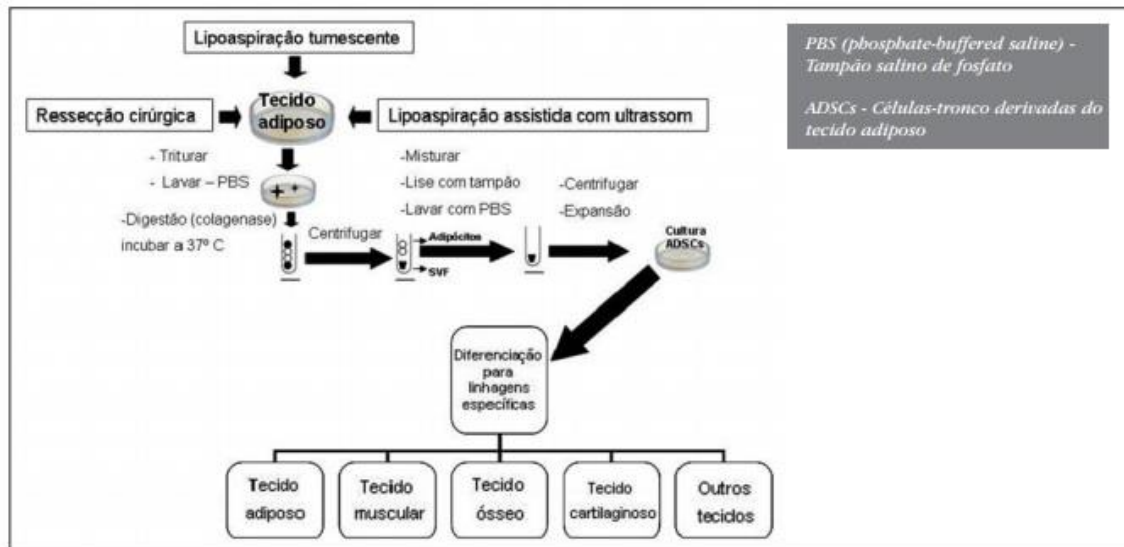 Lipoaspiração tumescente
Ressecção cirúrgica
Tecido
adiposo
Lipoaspiração assistida com ultrassom
PBS (phosphate-buffered saline) -
Tampão salino de fosfato
ADSCs - Células-tronco derivadas do
tecido adiposo
- Triturar
- Lavar – PBS
-Digestão (colagenase)
incubar a 37º C
Centrifugar
-Misturar
-Lise com tampão
-Lavar com PBS
Adipócitos
SVF
-Centrifugar
-Expansão
Cultura
ADSCs
Diferenciação
para
linhagens
específicas
Tecido
adiposo
Tecido
muscular
Tecido
ósseo
Tecido
cartilaginoso
Outros
tecidos